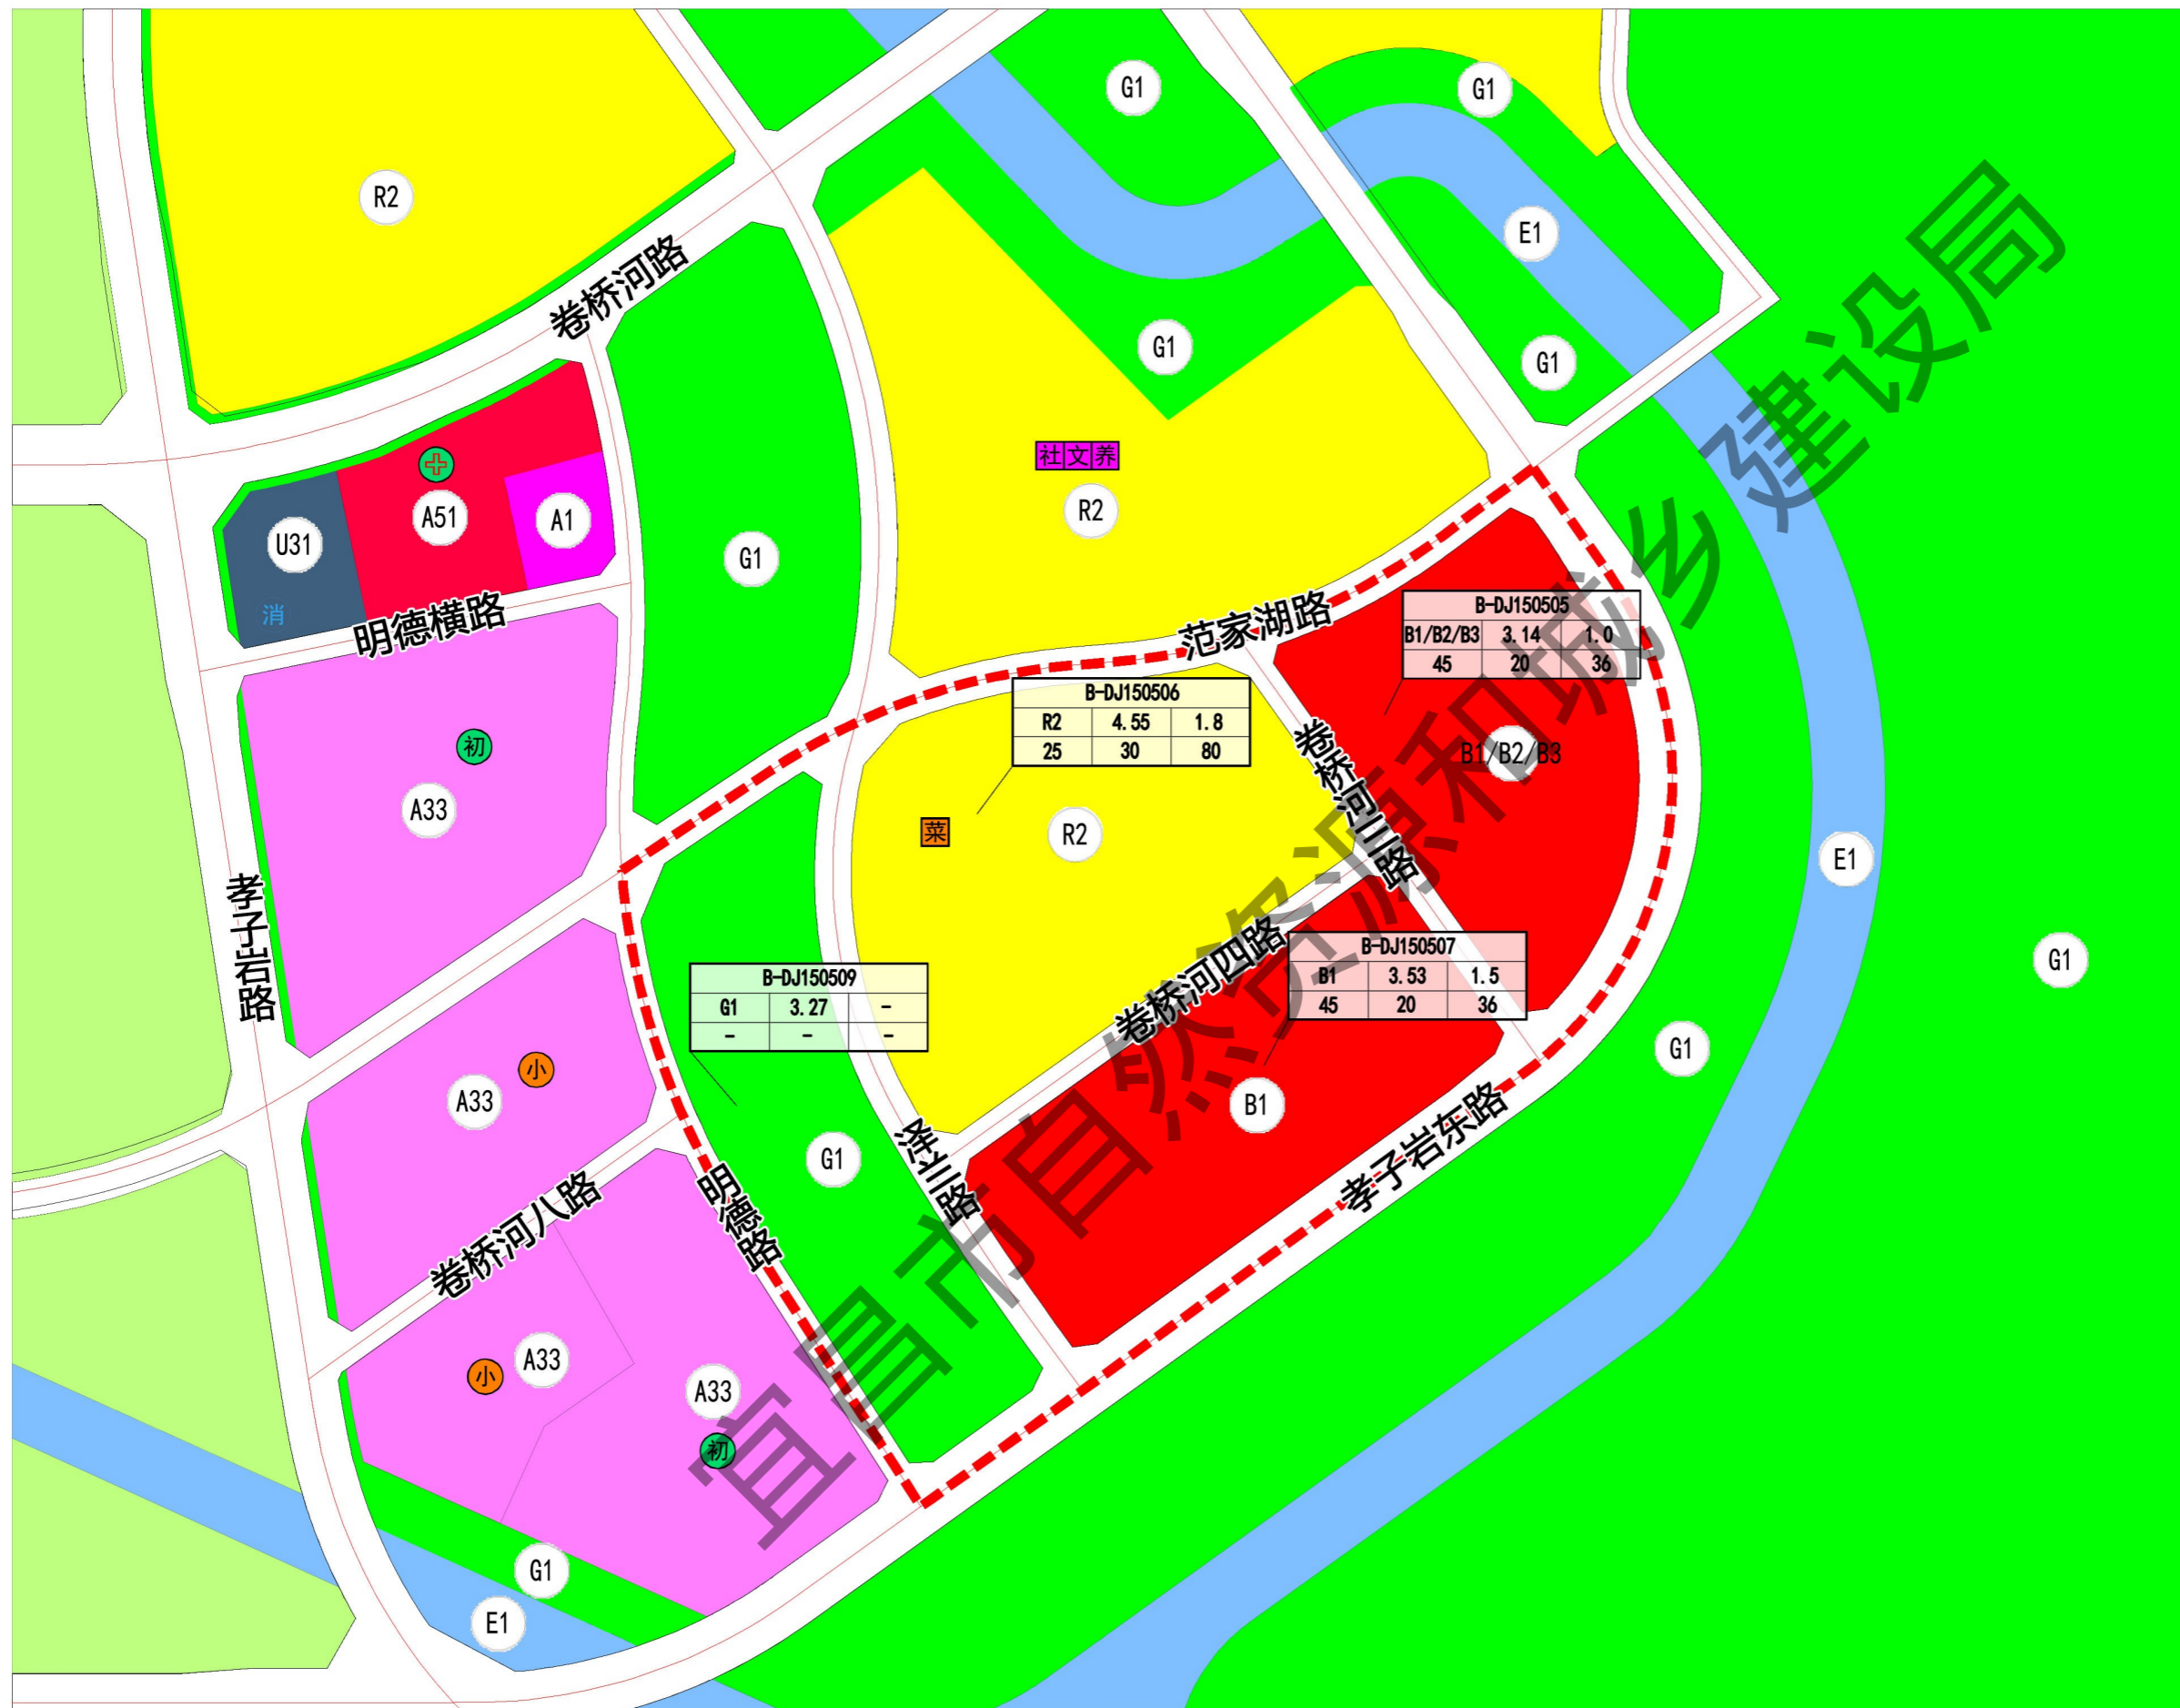 G1
G1
R2
E1
卷桥河路
G1
G1
社 文 养
A51
R2
A1
U31
G1
消
明德横路
范家湖路
B-DJ150505
B1/B2/B3 3.14 1.0
45 20 36
B-DJ150506
R2 4.55 1.8
25 30 80
初
A33
卷桥河三路
B1/B2/B3
菜
R2
E1
孝子岩路
卷桥河四路
B-DJ150507
B1 3.53 1.5
45 20 36
G1
B-DJ150509
G1 3.27 -
- - -
G1
小
A33
B1
G1
泽兰路
孝子岩东路
明德路
卷桥河八路
A33
小
A33
初
G1
E1
宜昌市自然资源和城乡建设局